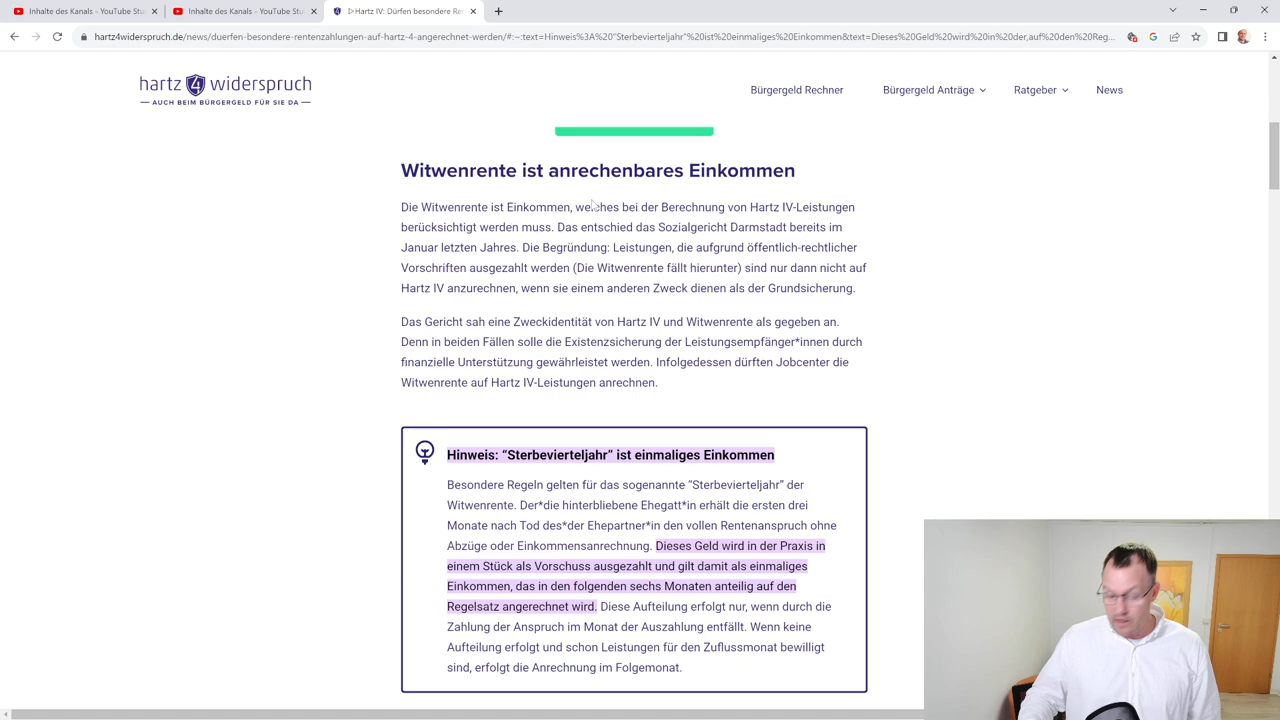 Inhalte des Kanals - YouTube Stu
Inhalte des Kanals - YouTube Stu
▷Hartz IV: Dürfen besondere Re
hartz4widerspruch.de/news/duerfen-besondere-rentenzahlungen-auf-hartz-4-angerechnet-werden/#:~:text=Hinweis%3A%20"Sterbevierteljahr"%20ist%20einmaliges%20Einkommen&text=Dieses%20Geld%20wird%20in%20der,auf%20den%20Reg...
hartz 4 widerspruch
— AUCH BEIM BÜRGERGELD FÜR SIE DA —
Bürgergeld Rechner
Bürgergeld Anträge
Ratgeber
News
Witwenrente ist anrechenbares Einkommen
Die Witwenrente ist Einkommen, welches bei der Berechnung von Hartz IV-Leistungen
berücksichtigt werden muss. Das entschied das Sozialgericht Darmstadt bereits im
Januar letzten Jahres. Die Begründung: Leistungen, die aufgrund öffentlich-rechtlicher
Vorschriften ausgezahlt werden (Die Witwenrente fällt hierunter) sind nur dann nicht auf
Hartz IV anzurechnen, wenn sie einem anderen Zweck dienen als der Grundsicherung.
Das Gericht sah eine Zweckidentität von Hartz IV und Witwenrente als gegeben an.
Denn in beiden Fällen solle die Existenzsicherung der Leistungsempfänger*innen durch
finanzielle Unterstützung gewährleistet werden. Infolgedessen dürften Jobcenter die
Witwenrente auf Hartz IV-Leistungen anrechnen.
Hinweis: “Sterbevierteljahr” ist einmaliges Einkommen
Besondere Regeln gelten für das sogenannte “Sterbevierteljahr” der
Witwenrente. Der*die hinterbliebene Ehegatt*in erhält die ersten drei
Monate nach Tod des*der Ehepartner*in den vollen Rentenanspruch ohne
Abzüge oder Einkommensanrechnung. Dieses Geld wird in der Praxis in
einem Stück als Vorschuss ausgezahlt und gilt damit als einmaliges
Einkommen, das in den folgenden sechs Monaten anteilig auf den
Regelsatz angerechnet wird. Diese Aufteilung erfolgt nur, wenn durch die
Zahlung der Anspruch im Monat der Auszahlung entfällt. Wenn keine
Aufteilung erfolgt und schon Leistungen für den Zuflussmonat bewilligt
sind, erfolgt die Anrechnung im Folgemonat.